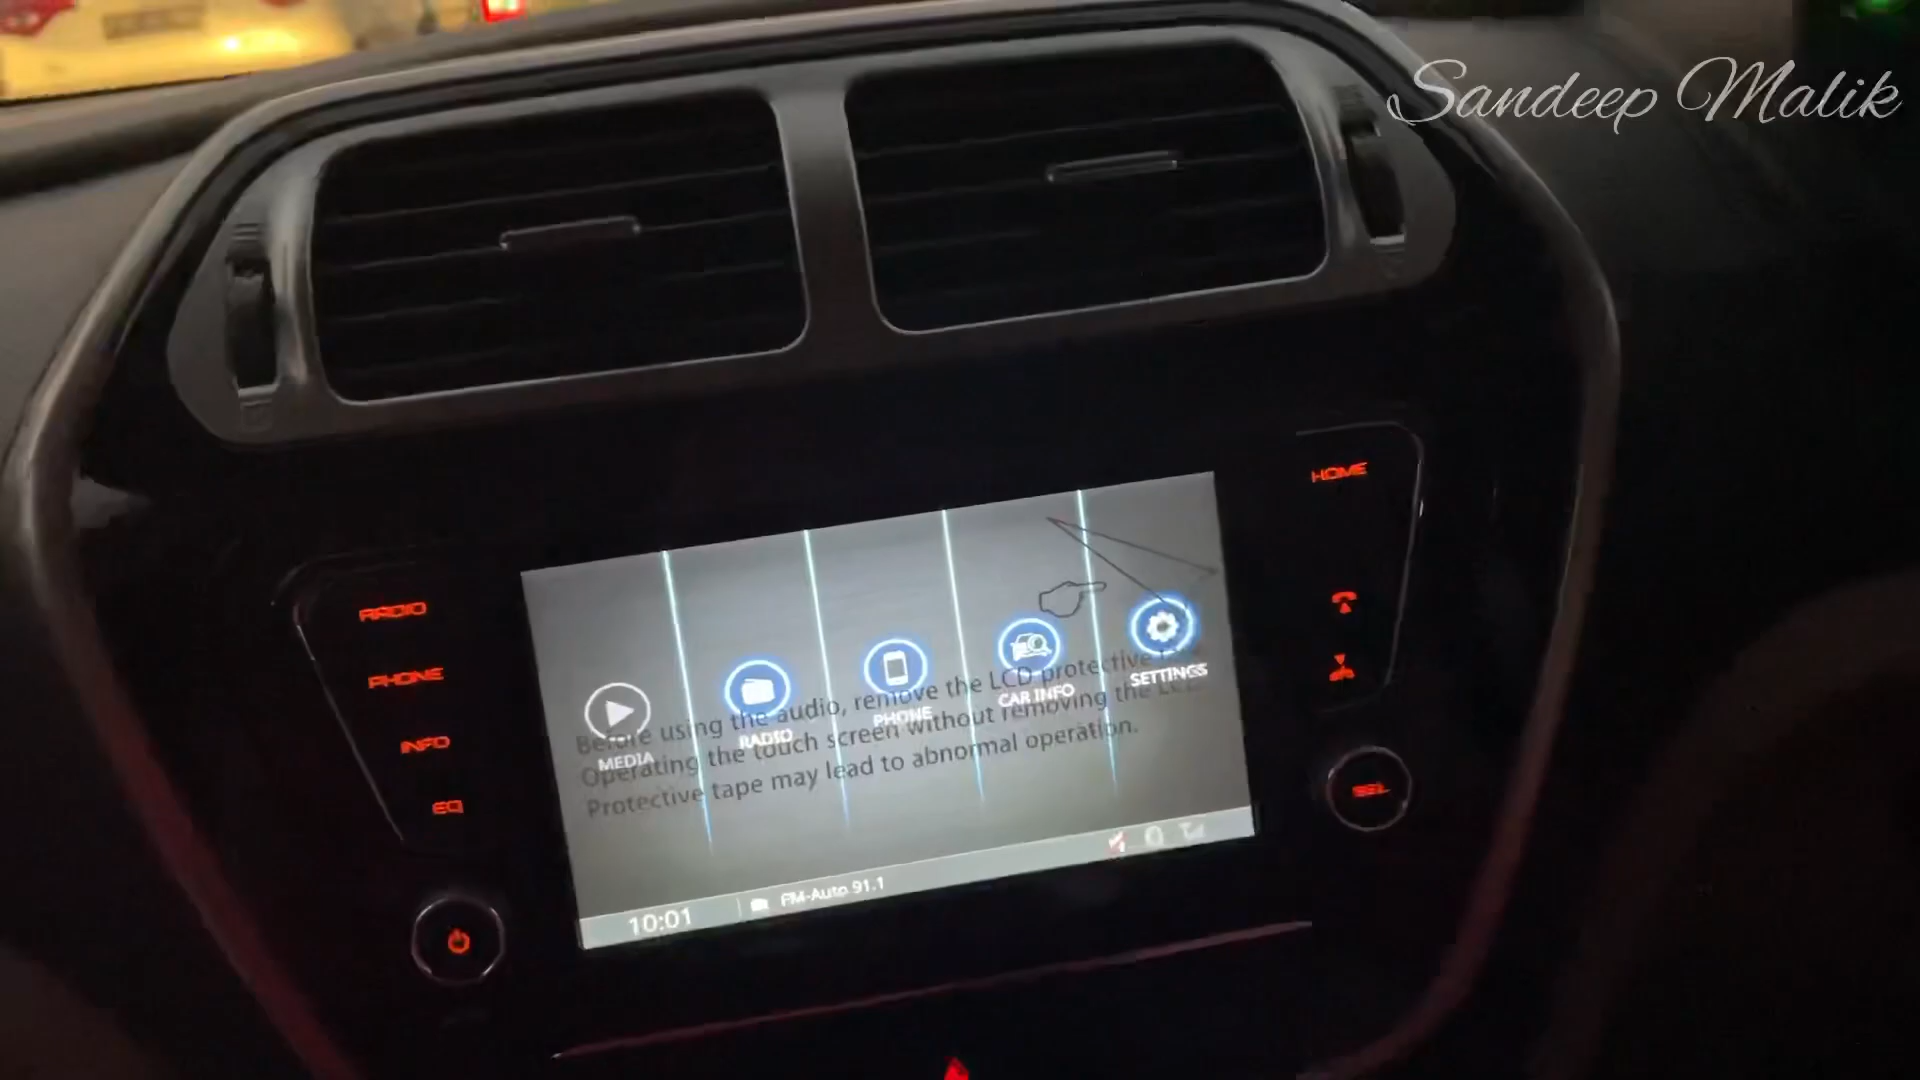 Sandeep Malik
HOME
RADIO
PHONE
INFO
EQ
SEL
MEDIA
RADIO
PHONE
CAR INFO
SETTINGS
Before using the audio, remove the LCD protective
Operating the touch screen without removing the LCD
Protective tape may lead to abnormal operation.
10:01
FM-Auto 91.1